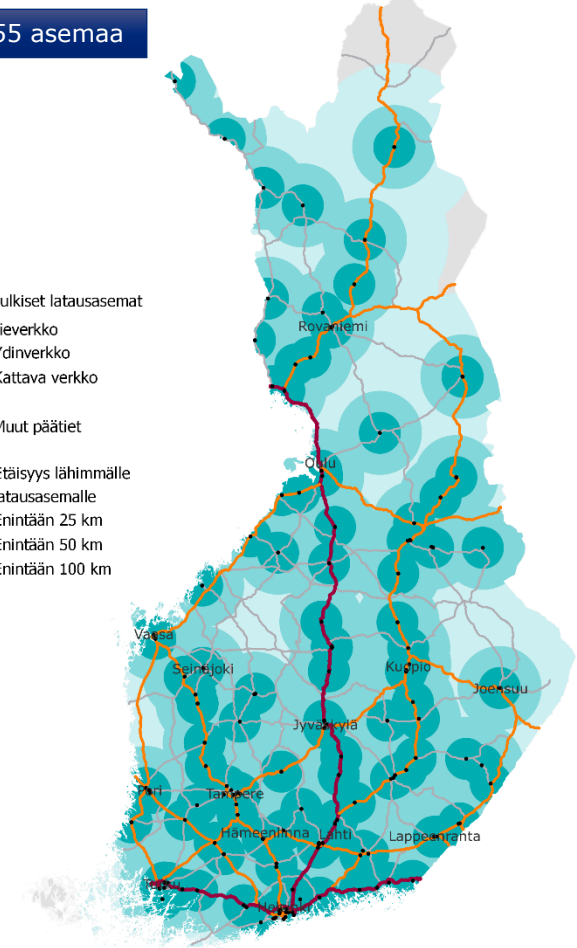 55 asemaa
ulkiset latausasemat
ieverkko
Ydinverkko
Kattava verkko
Muut päätiet
Etäisyys lähimmälle
latausasemalle
Enintään 25 km
Enintään 50 km
Enintään 100 km
Rovaniemi
Oulu
Vaasa
Seinäjoki
Kuopio
Joensuu
Jyväskylä
Pori
Tampere
Hämeenlinna
Lahti
Lappeenranta
Turku
Helsinki